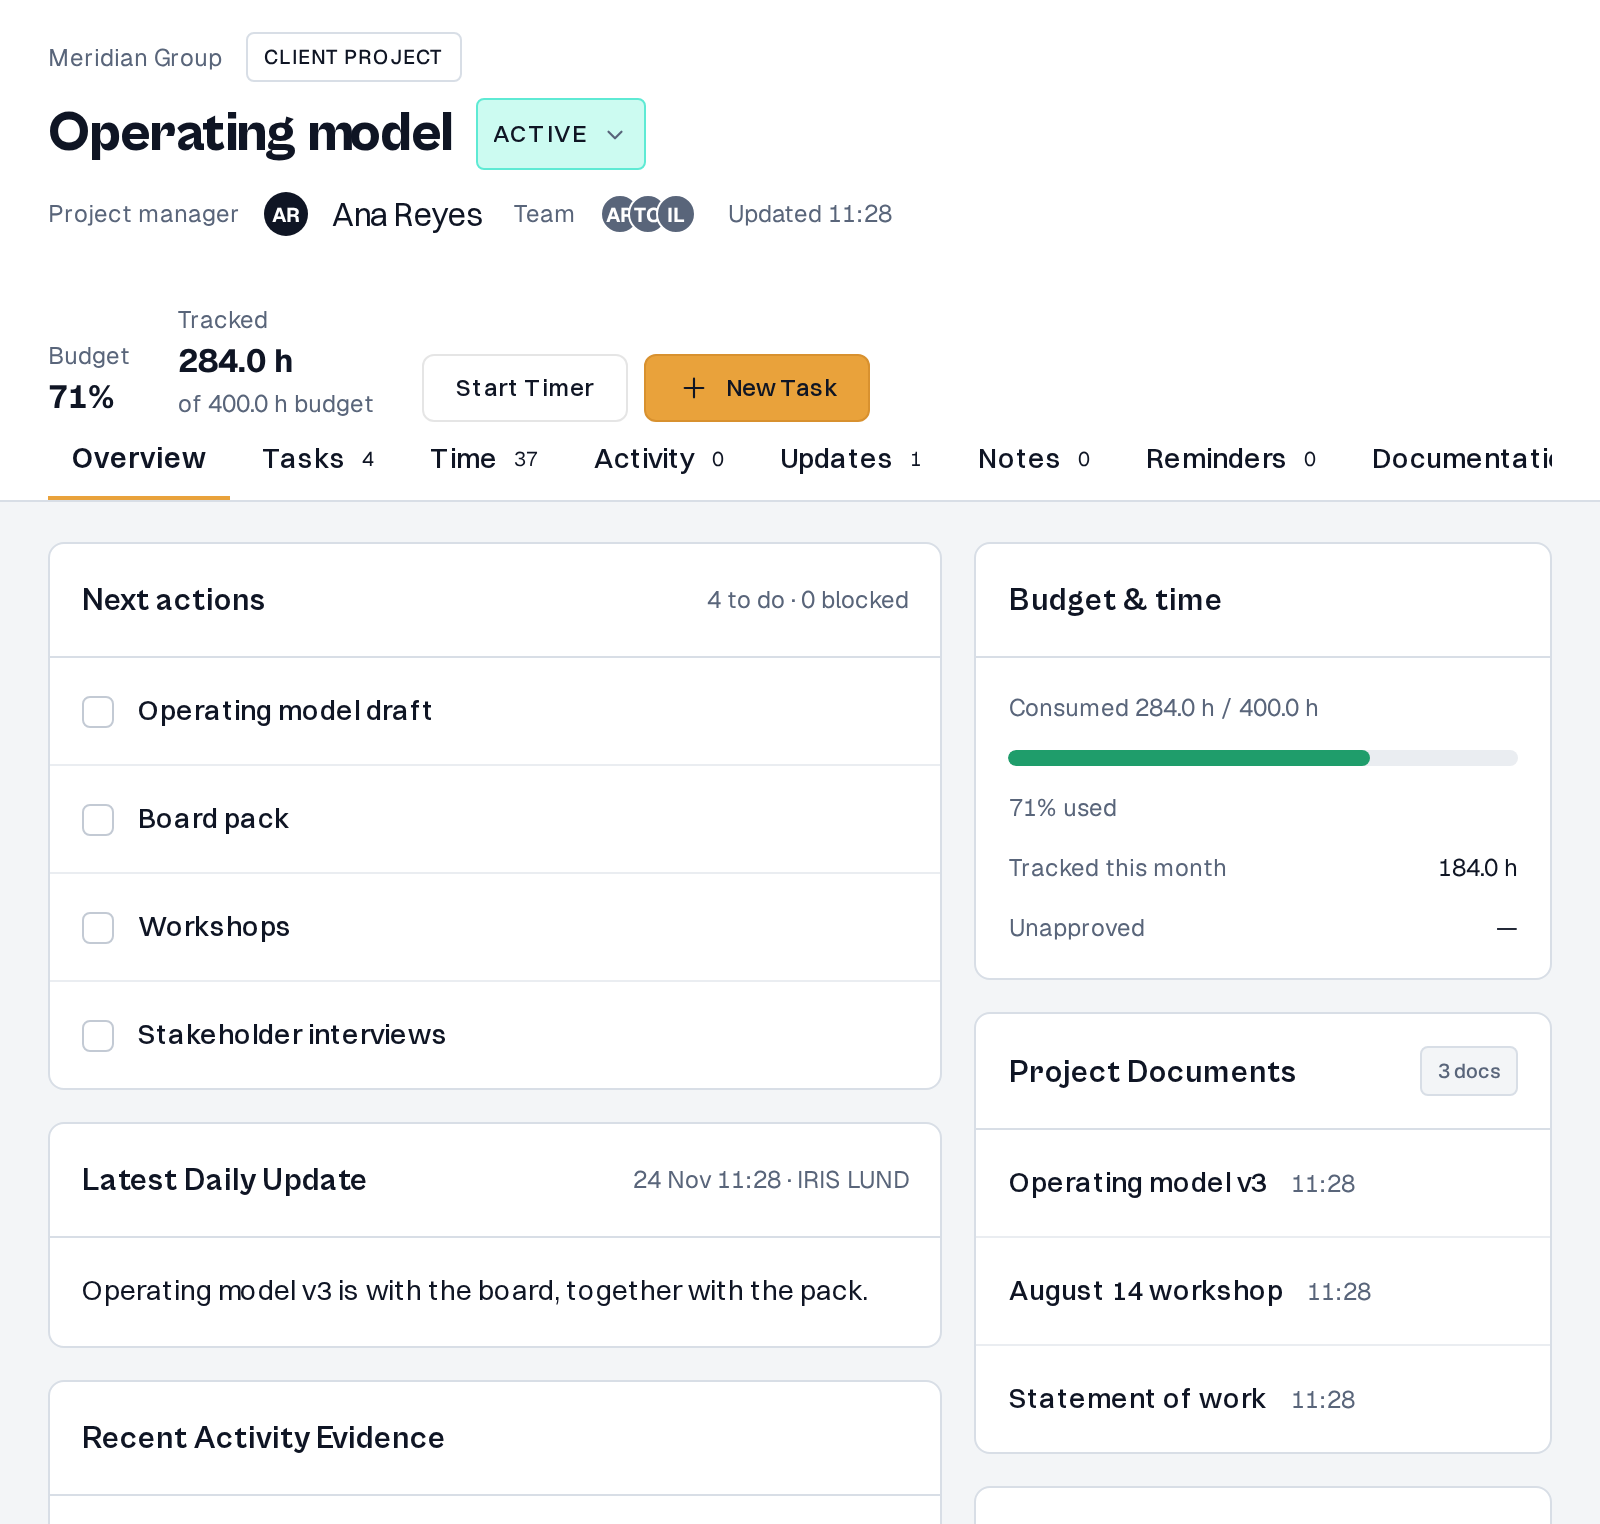 Meridian Group
CLIENT PROJECT
Operating model
ACTIVE
Project manager
AR
Ana Reyes
Team
TC
IL
Updated 11:28
Budget
71%
Tracked
284.0 h
of 400.0 h budget
Start Timer
New Task
Overview
Tasks 4
Time 37
Activity 0
Updates 1
Notes 0
Reminders 0
Next actions
4 to do · 0 blocked
Operating model draft
Board pack
Workshops
Stakeholder interviews
Latest Daily Update
24 Nov 11:28 · IRIS LUND
Operating model v3 is with the board, together with the pack.
Recent Activity Evidence
Budget & time
Consumed 284.0 h / 400.0 h
71% used
Tracked this month
184.0 h
Unapproved
—
Project Documents
3 docs
Operating model v3 11:28
August 14 workshop 11:28
Statement of work 11:28